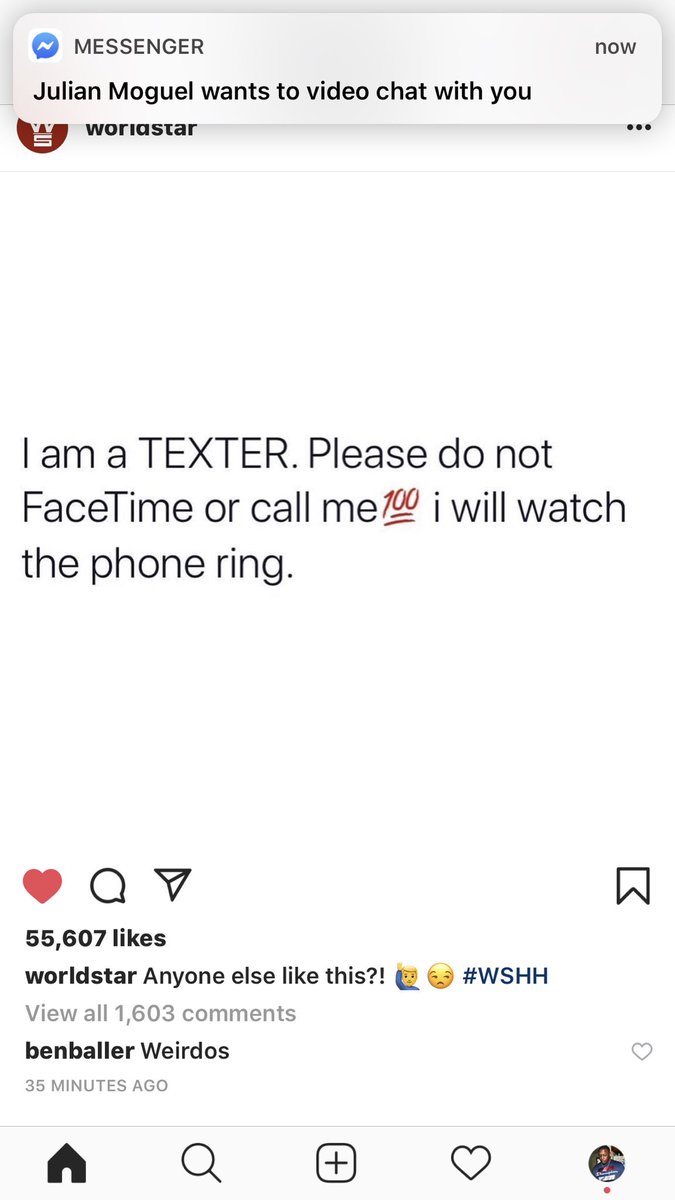 MESSENGER now
Julian Moguel wants to video chat with you
WS
worldstar
I am a TEXTER. Please do not
FaceTime or call me💯 i will watch
the phone ring.
55,607 likes
worldstar Anyone else like this?! 🙋‍♂️😒 #WSHH
View all 1,603 comments
benballer Weirdos
35 MINUTES AGO